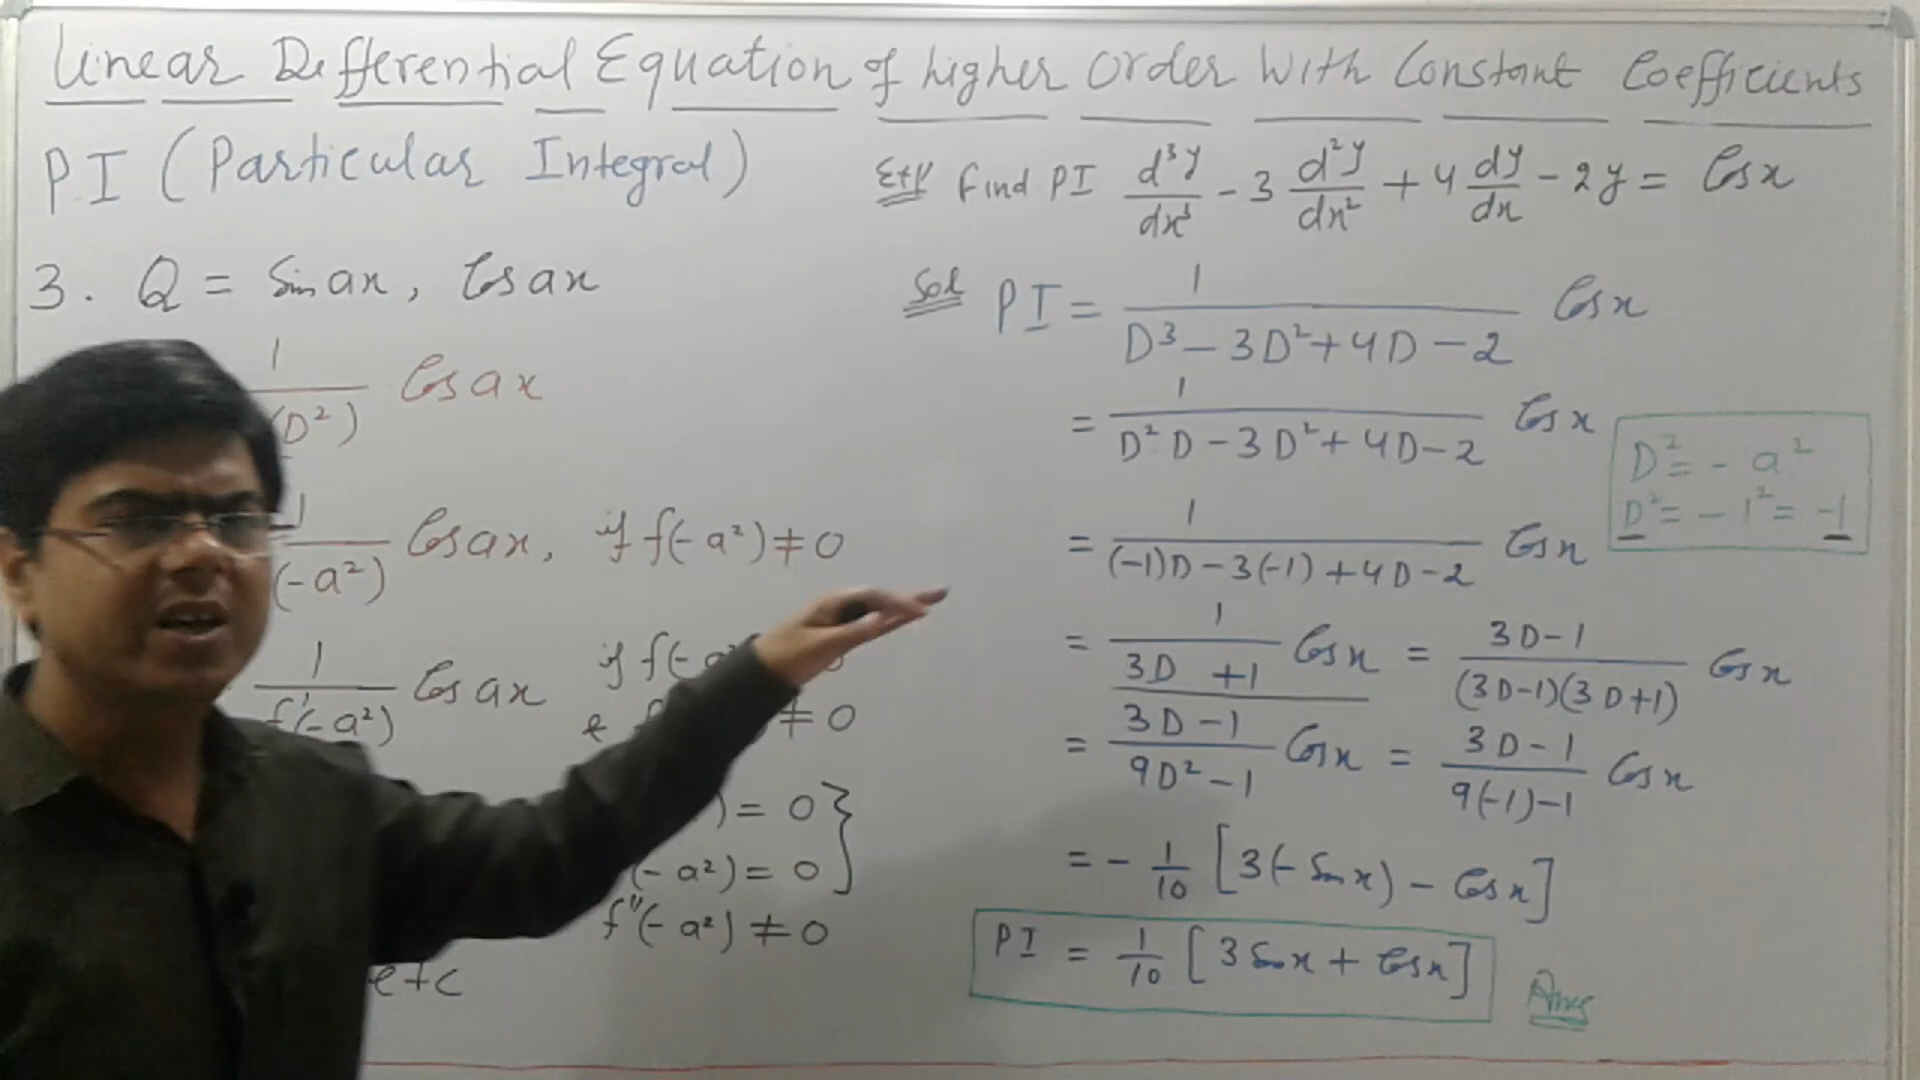 Linear Differential Equation of higher Order With Constant Coefficients
P.I (Particular Integral)
3. Q = Sin ax, Cos ax
1
(D²) Cos ax
1
(-a²) Cos ax, if f(-a²) ≠ 0
1
f'(-a²) Cos ax if f(-a
& ≠ 0
) = 0 }
(-a²) = 0
f''(-a²) ≠ 0
etc
Find PI d³y/dx³ - 3 d²y/dx² + 4 dy/dx - 2y = Cos x
Sol PI = 1/(D³ - 3D² + 4D - 2) Cos x
= 1/(D²D - 3D² + 4D - 2) Cos x
D² = - a²
D² = - 1² = -1
= 1/((-1)D - 3(-1) + 4D - 2) Cos x
= 1/(3D + 1) Cos x = (3D-1)/((3D-1)(3D+1)) Cos x
= (3D-1)/(9D²-1) Cos x = (3D-1)/(9(-1)-1) Cos x
= - 1/10 [3(-Sin x) - Cos x]
PI = 1/10 [3 Sin x + Cos x]
Ans